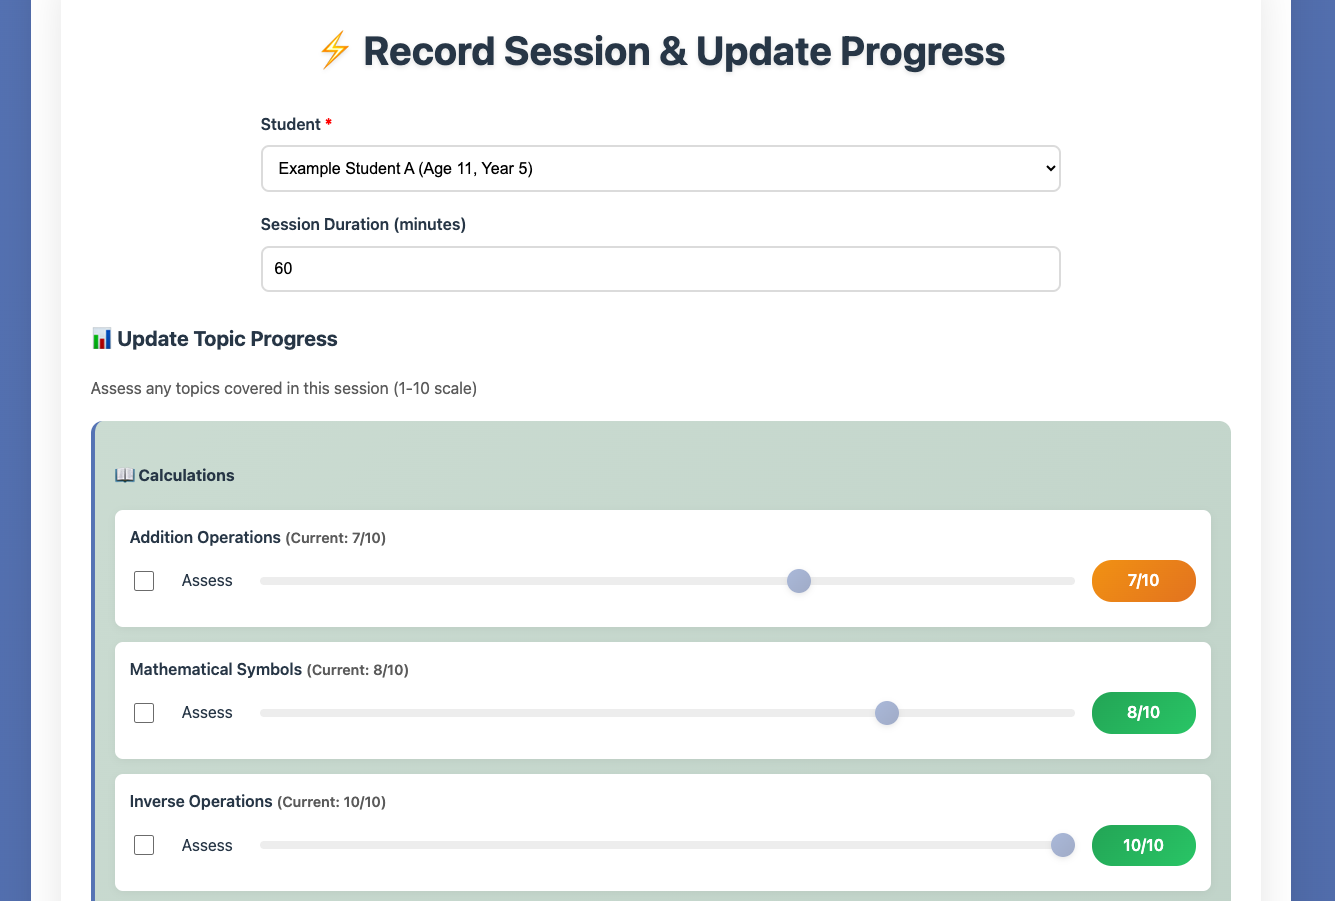 ⚡ Record Session & Update Progress
Student *
Example Student A (Age 11, Year 5)
Session Duration (minutes)
60
📊 Update Topic Progress
Assess any topics covered in this session (1-10 scale)
📖 Calculations
Addition Operations (Current: 7/10)
Assess 7/10
Mathematical Symbols (Current: 8/10)
Assess 8/10
Inverse Operations (Current: 10/10)
Assess 10/10